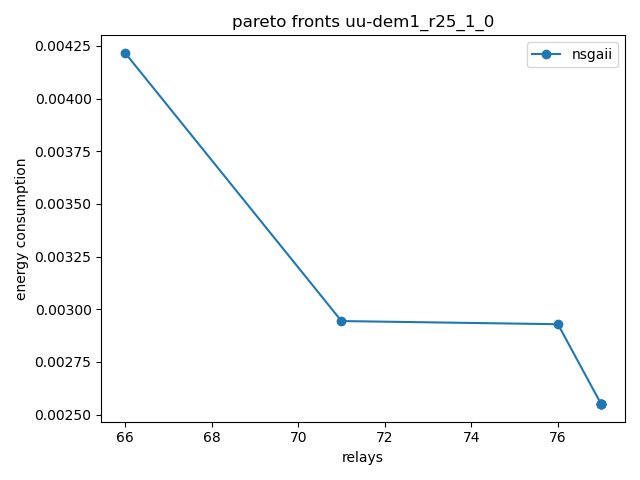 pareto fronts uu-dem1_r25_1_0
nsgaii
0.00425
0.00400
0.00375
0.00350
0.00325
0.00300
0.00275
0.00250
energy consumption
66 68 70 72 74 76
relays